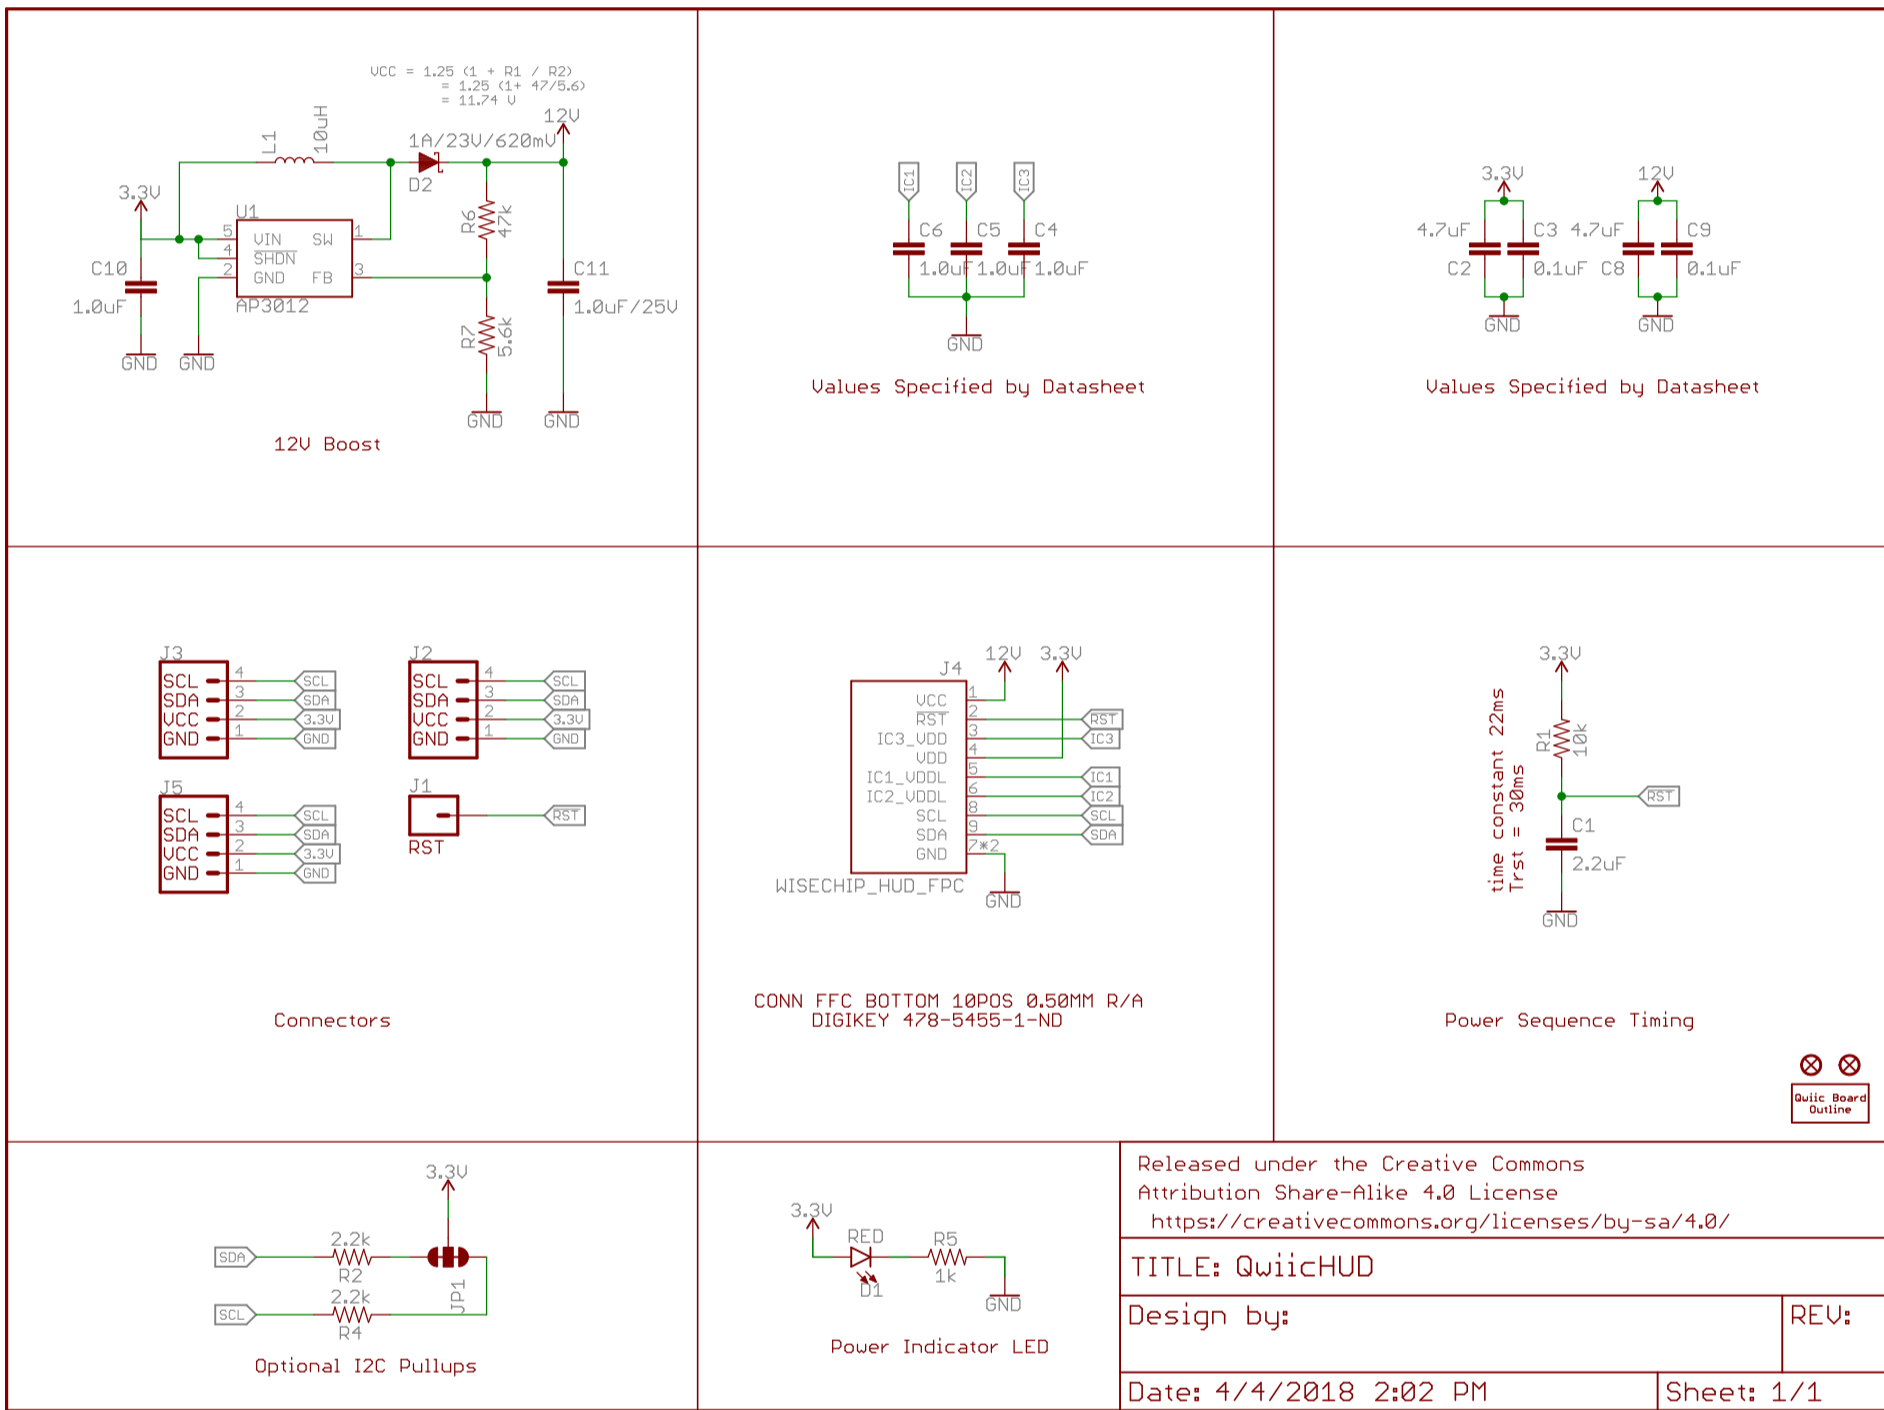 VCC = 1.25 (1 + R1 / R2)
= 1.25 (1+ 47/5.6)
= 11.74 V
12V
1A/23V/620mV
L1
10uH
D2
3.3V
U1
R6
47k
5
VIN
SW
1
4
SHDN
2
GND
FB
3
AP3012
C10
1.0uF
C11
1.0uF/25V
R7
5.6k
GND
GND
GND
GND
12V Boost
IC1
IC2
IC3
C6
C5
C4
1.0uF
1.0uF
1.0uF
GND
Values Specified by Datasheet
3.3V
12V
4.7uF
C3
4.7uF
C9
C2
0.1uF
C8
0.1uF
GND
GND
Values Specified by Datasheet
J3
SCL 4 SCL
SDA 3 SDA
VCC 2 3.3V
GND 1 GND
J2
SCL 4 SCL
SDA 3 SDA
VCC 2 3.3V
GND 1 GND
J5
SCL 4 SCL
SDA 3 SDA
VCC 2 3.3V
GND 1 GND
J1
RST
RST
Connectors
12V
3.3V
J4
VCC 1
RST 2 RST
IC3_VDD 3 IC3
VDD 4
IC1_VDDL 5 IC1
IC2_VDDL 6 IC2
SCL 8 SCL
SDA 9 SDA
GND 7*2
WISECHIP_HUD_FPC
GND
CONN FFC BOTTOM 10POS 0.50MM R/A
DIGIKEY 478-5455-1-ND
3.3V
time constant 22ms
Trst = 30ms
R1
10k
RST
C1
2.2uF
GND
Power Sequence Timing
Qwiic Board
Outline
3.3V
SDA
2.2k
R2
JP1
SCL
2.2k
R4
Optional I2C Pullups
3.3V
RED
D1
R5
1k
GND
Power Indicator LED
Released under the Creative Commons
Attribution Share-Alike 4.0 License
https://creativecommons.org/licenses/by-sa/4.0/
TITLE: QwiicHUD
Design by:
REV:
Date: 4/4/2018 2:02 PM
Sheet: 1/1